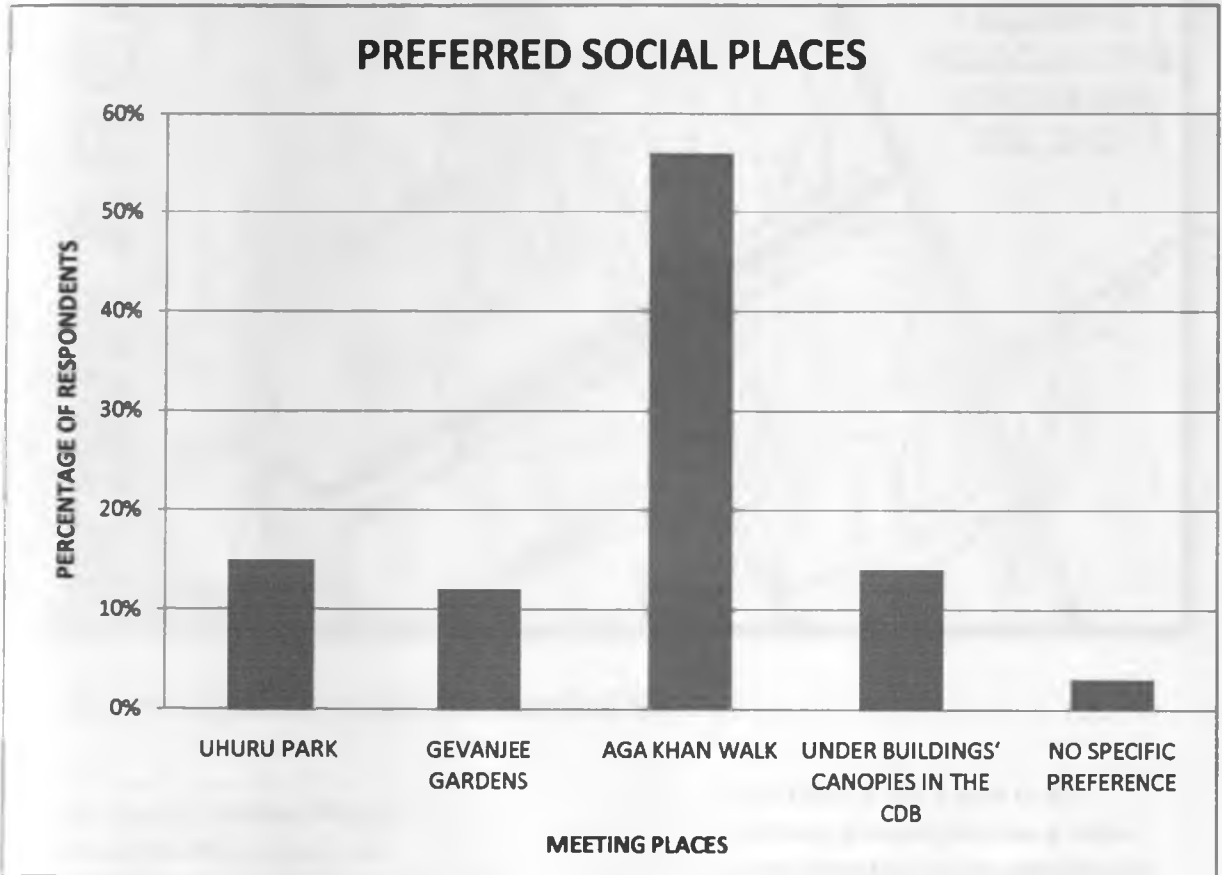 PREFERRED SOCIAL PLACES
60%
50%
40%
30%
20%
10%
0%
PERCENTAGE OF RESPONDENTS
UHURU PARK
GEVANJEE
GARDENS
AGA KHAN WALK
UNDER BUILDINGS'
CANOPIES IN THE
CDB
NO SPECIFIC
PREFERENCE
MEETING PLACES